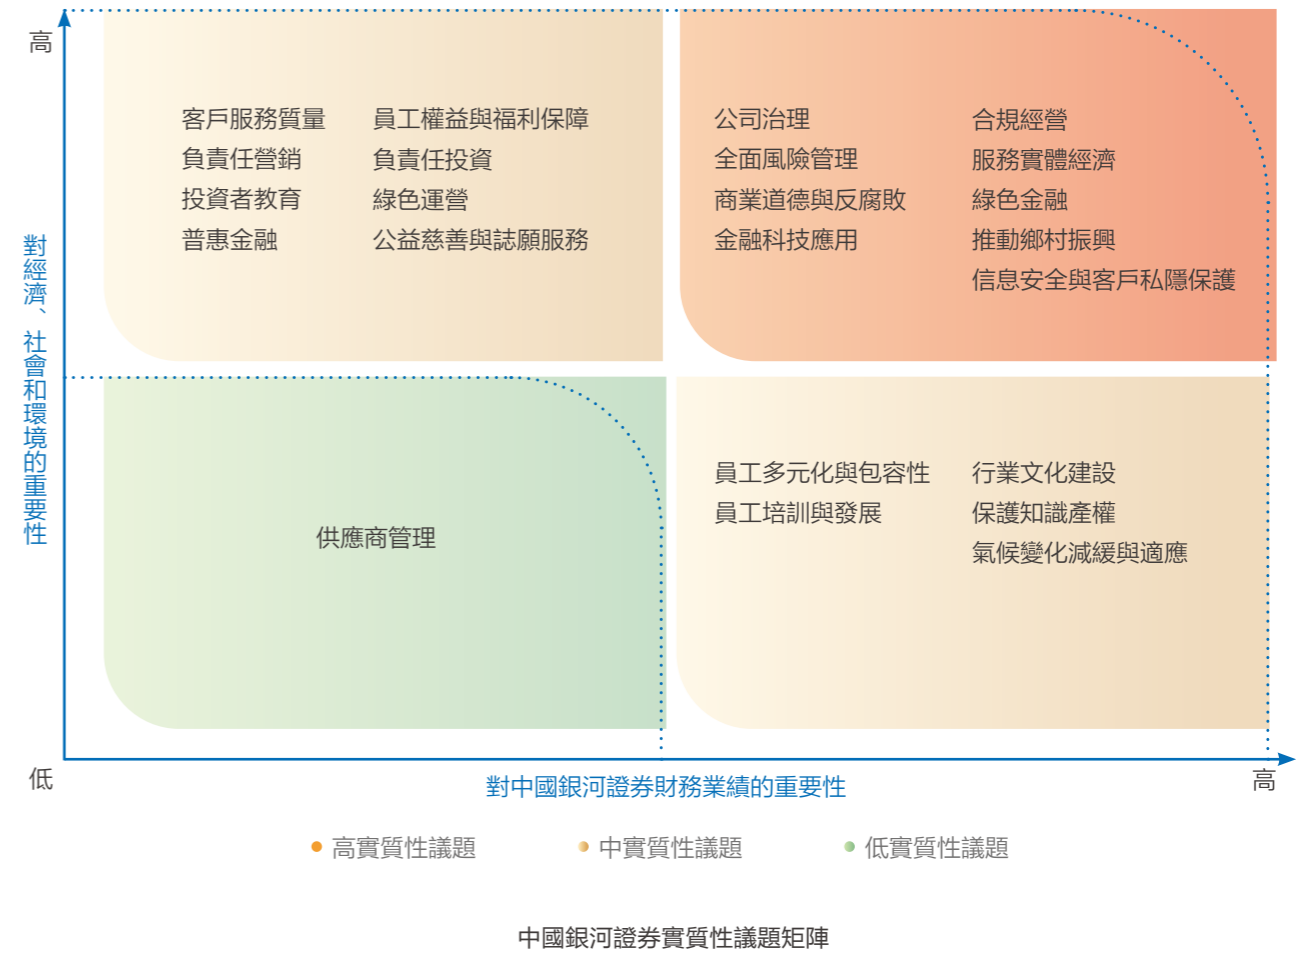 高
對經濟、社會和環境的重要性
客戶服務質量
負責任營銷
投資者教育
普惠金融
員工權益與福利保障
負責任投資
綠色運營
公益慈善與誌願服務
公司治理
全面風險管理
商業道德與反腐敗
金融科技應用
合規經營
服務實體經濟
綠色金融
推動鄉村振興
信息安全與客戶私隱保護
供應商管理
員工多元化與包容性
員工培訓與發展
行業文化建設
保護知識產權
氣候變化減緩與適應
低
對中國銀河證券財務業績的重要性
高
高實質性議題
中實質性議題
低實質性議題
中國銀河證券實質性議題矩陣